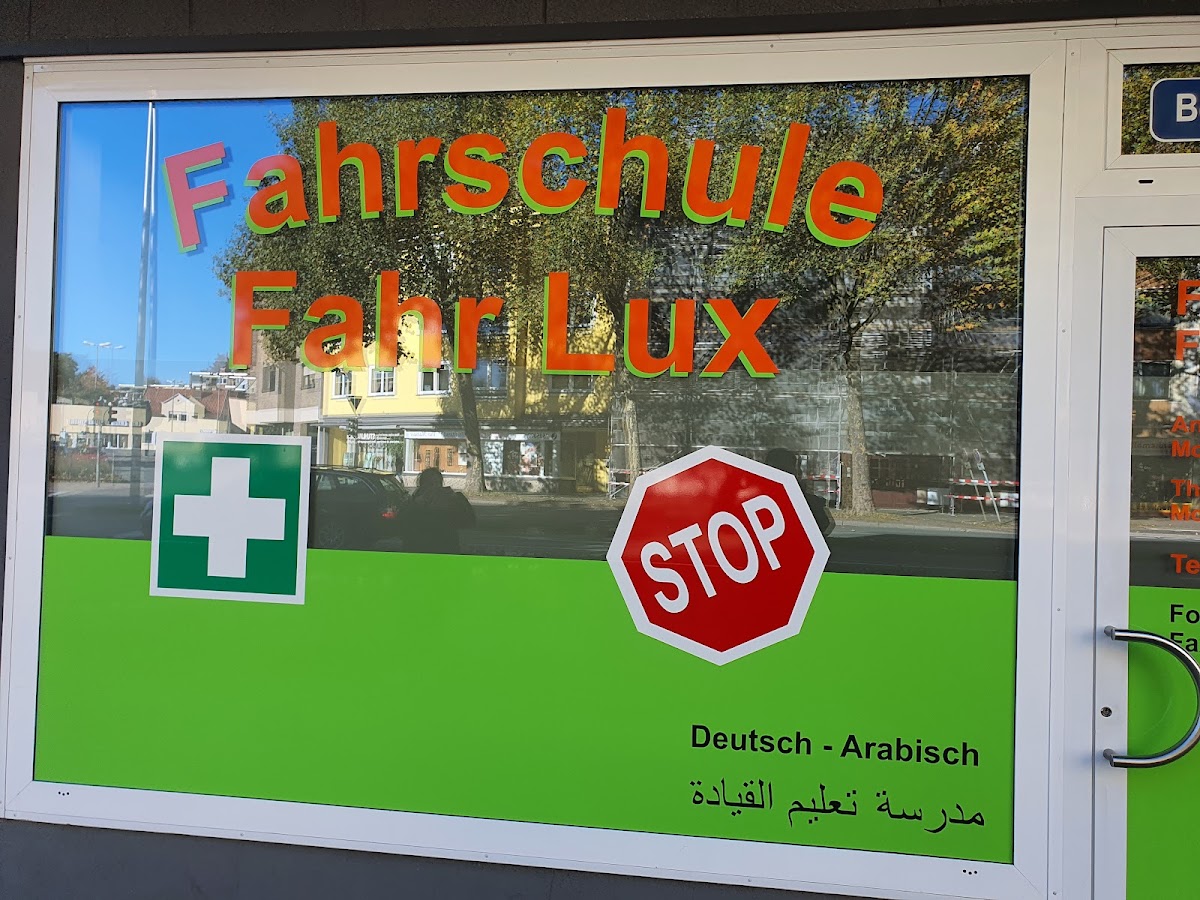 Fahrschule
Fahr Lux
STOP
Deutsch - Arabisch
مدرسة تعليم القيادة